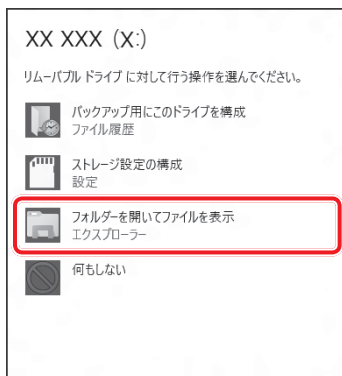 XX XXX (X:)
リムーバブル ドライブ に対して行う操作を選んでください。
バックアップ用にこのドライブを構成
ファイル履歴
ストレージ設定の構成
設定
フォルダーを開いてファイルを表示
エクスプローラー
何もしない